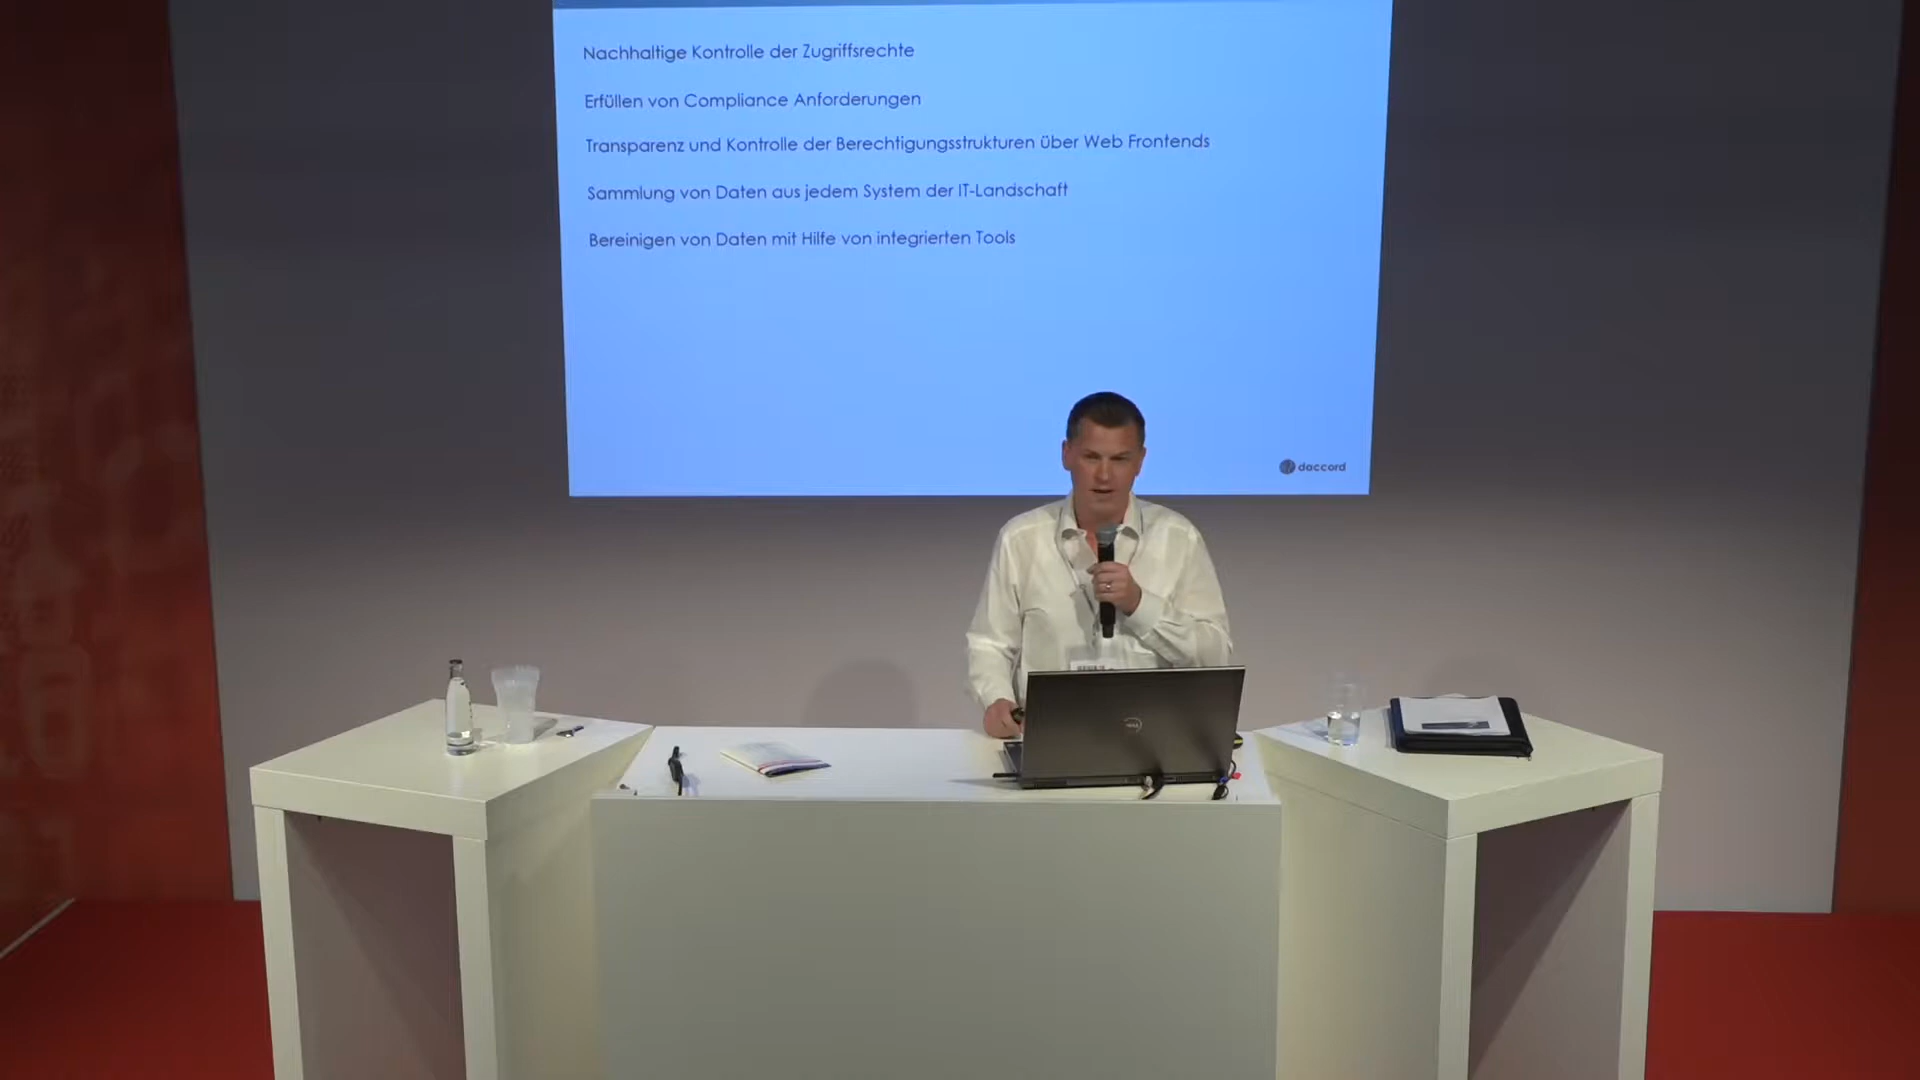 Nachhaltige Kontrolle der Zugriffsrechte
Erfüllen von Compliance Anforderungen
Transparenz und Kontrolle der Berechtigungsstrukturen über Web Frontends
Sammlung von Daten aus jedem System der IT-Landschaft
Bereinigen von Daten mit Hilfe von integrierten Tools
daccord
DELL